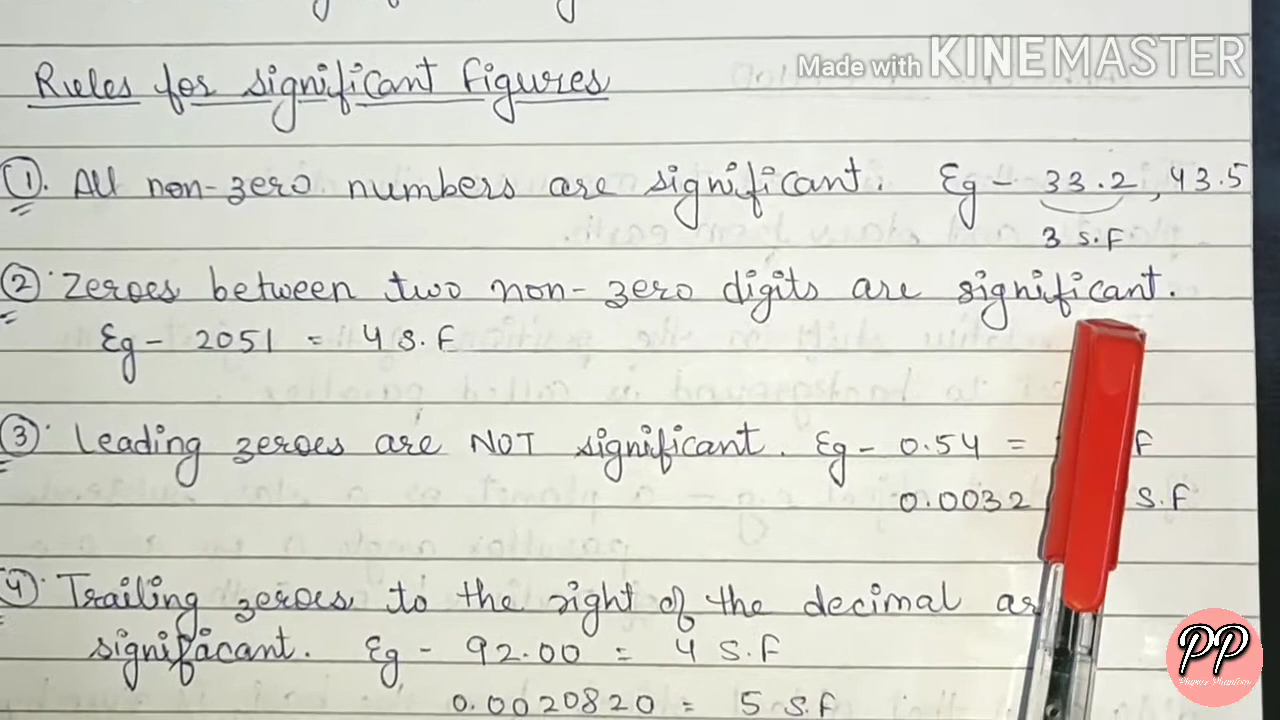 Made with KINEMASTER
Rules for significant figures
①. All non-zero numbers are significant. Eg - 33.2, 43.5
3 S.F
②. Zeroes between two non-zero digits are significant.
Eg - 2051 = 4 S.F
③. Leading zeroes are NOT significant. Eg - 0.54 = F
0.0032 S.F
④. Trailing zeroes to the right of the decimal
significant. Eg - 92.00 = 4 S.F
0.0020820 = 5 S.F
PP
Physics Phantom